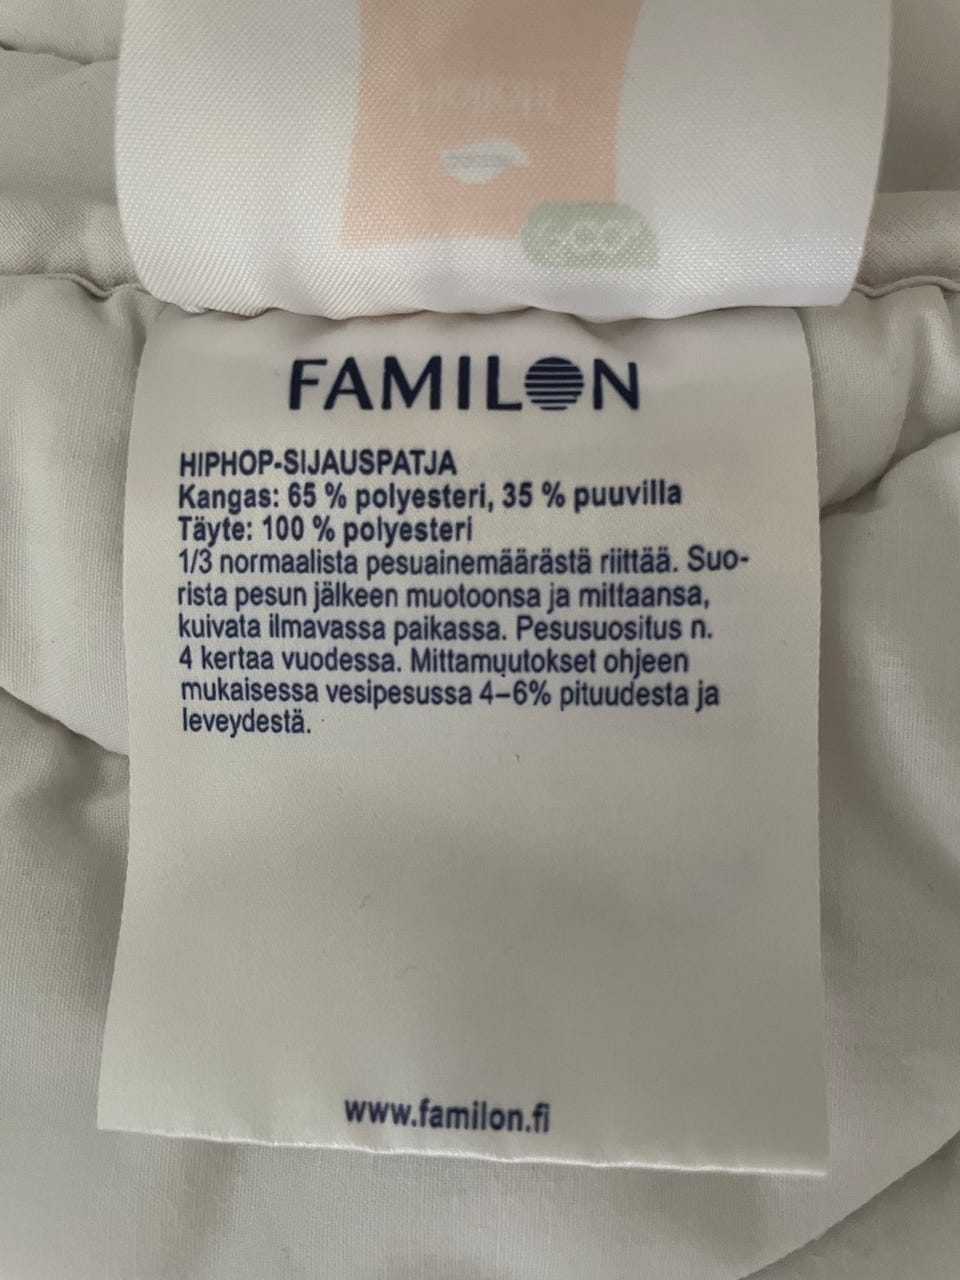 FAMILON
HIPHOP-SIJAUSPATJA
Kangas: 65 % polyesteri, 35 % puuvilla
Täyte: 100 % polyesteri
1/3 normaalista pesuainemäärästä riittää. Suo-
rista pesun jälkeen muotoonsa ja mittaansa,
kuivata ilmavassa paikassa. Pesusuositus n.
4 kertaa vuodessa. Mittamuutokset ohjeen
mukaisessa vesipesussa 4–6% pituudesta ja
leveydestä.
www.familon.fi